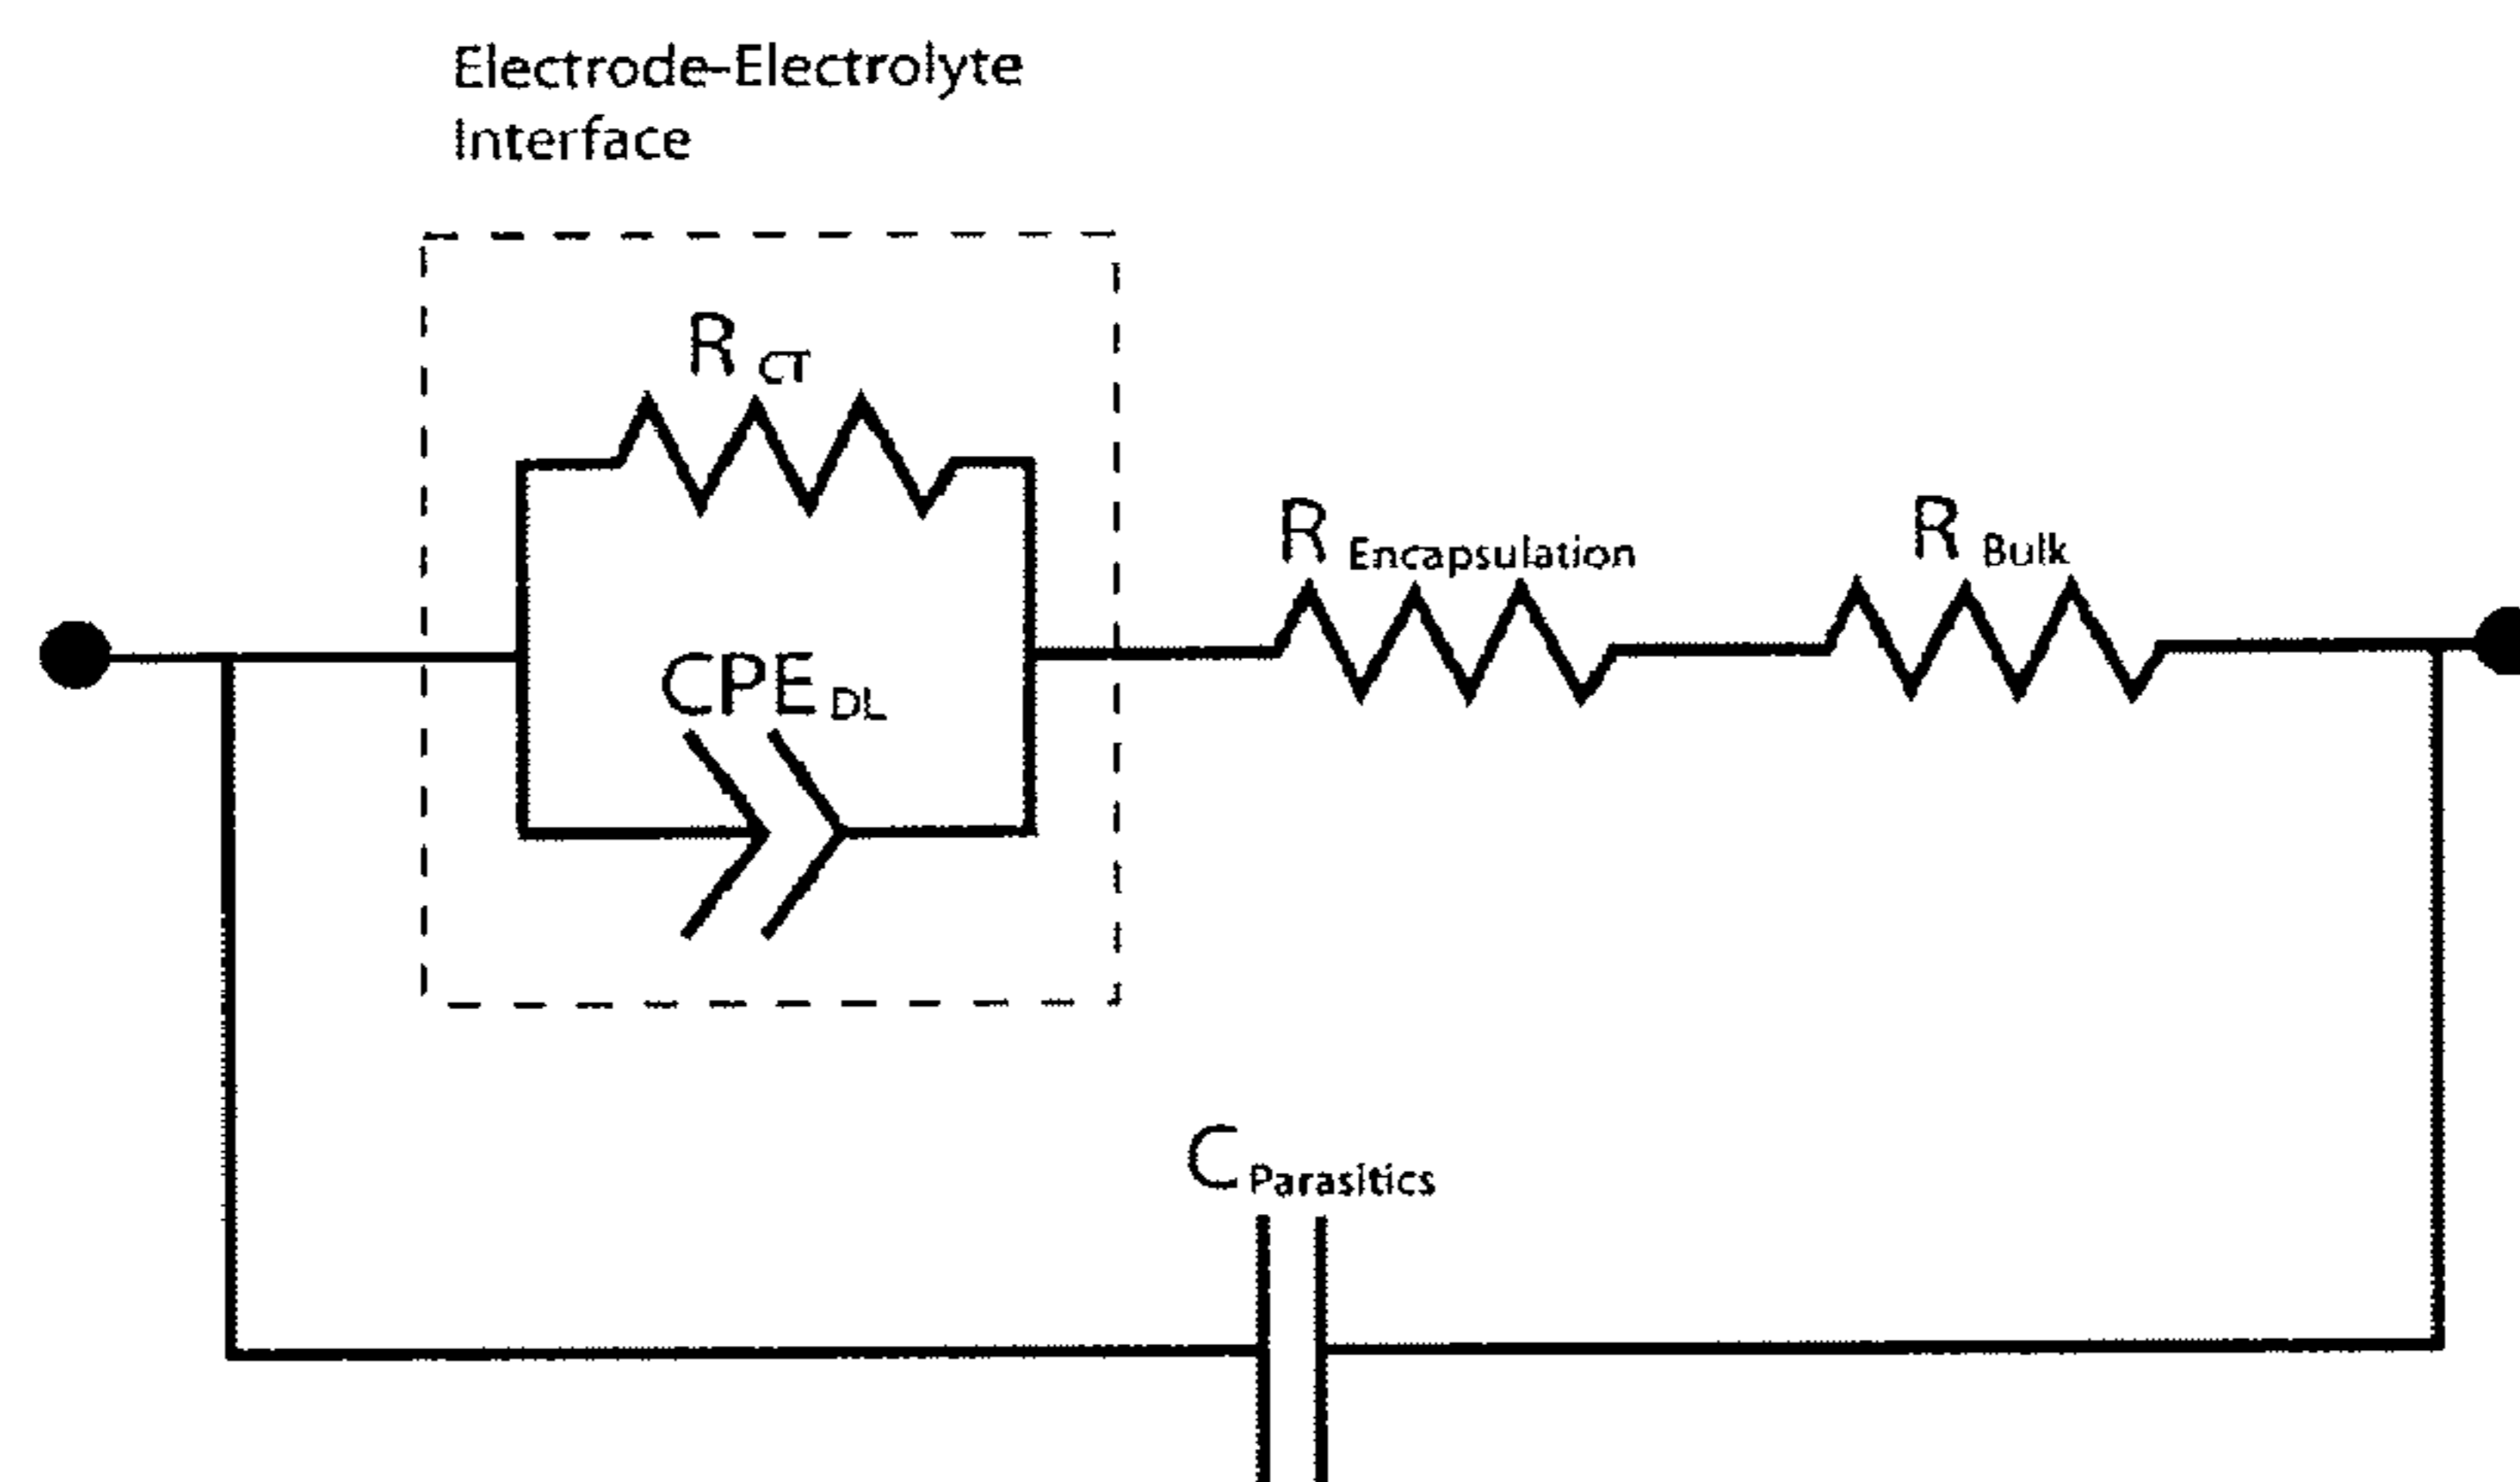 Electrode–Electrolyte
Interface
R CT
R Encapsulation
R Bulk
CPE DL
C Parasitics